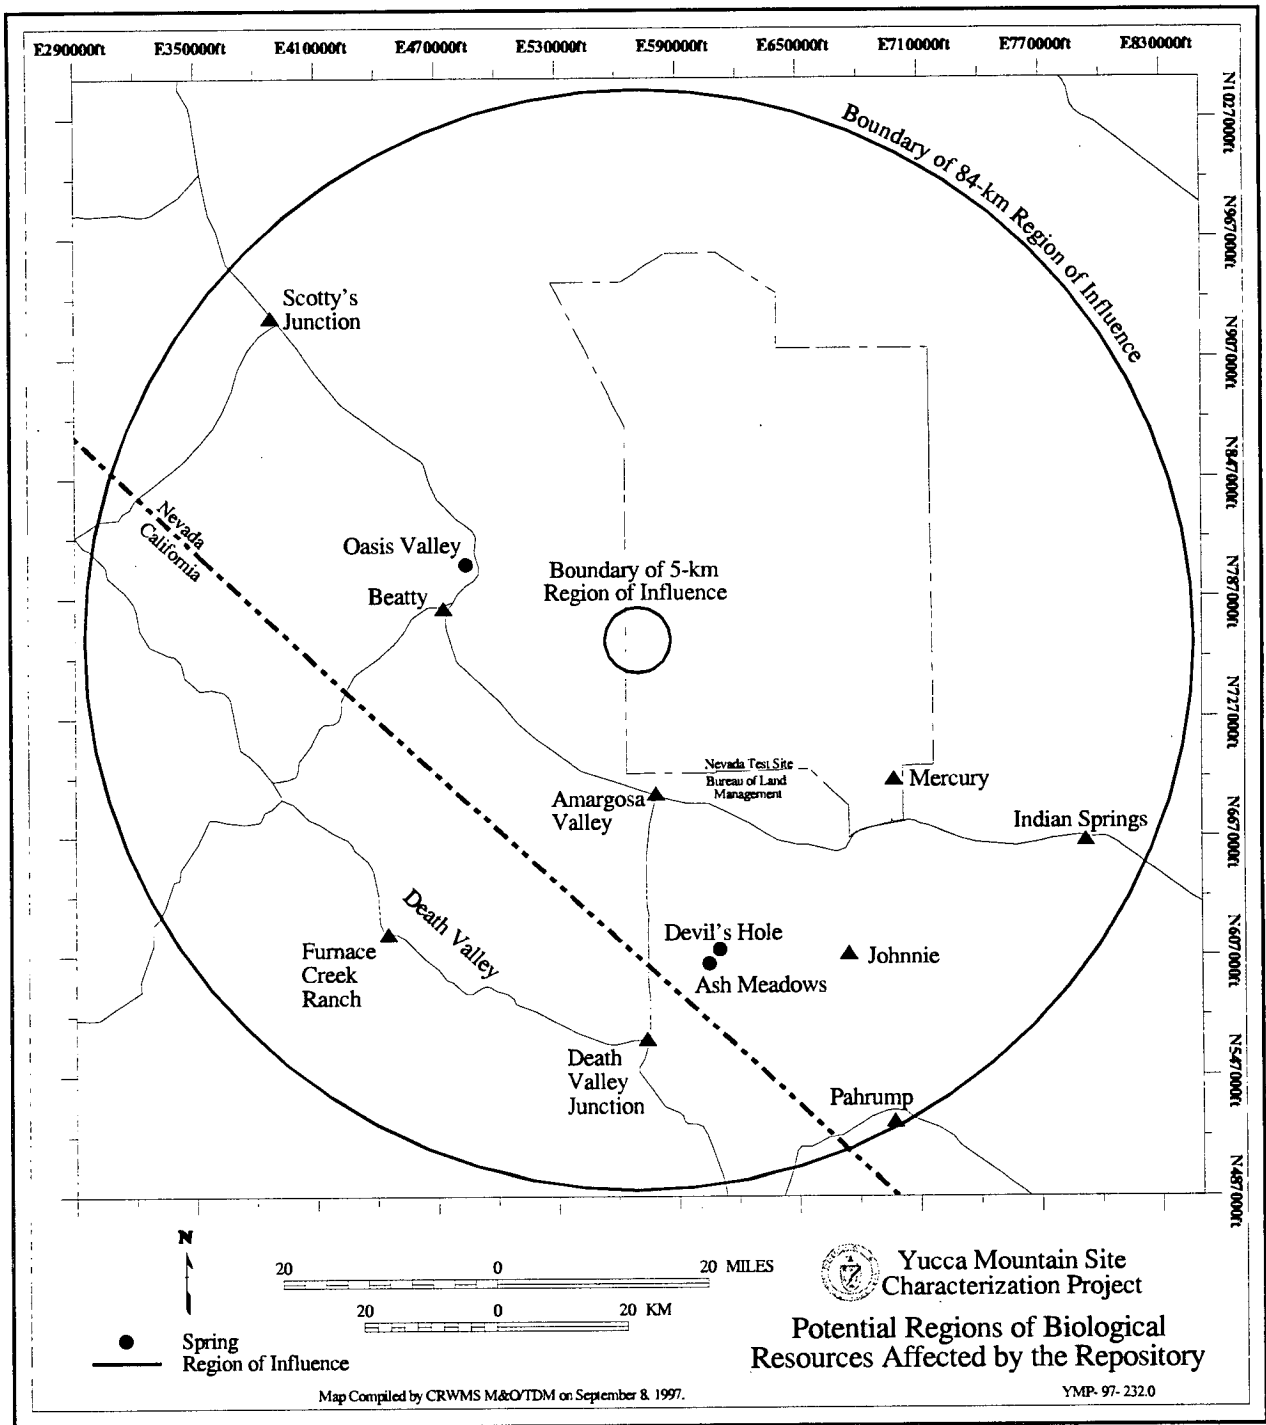 E2900000ft E3500000ft E4100000ft E470000ft E530000ft E590000ft E6500000ft E7100000ft E770000ft E830000ft
N1027000ft
N967000ft
N907000ft
N847000ft
N787000ft
N727000ft
N667000ft
N607000ft
N547000ft
N487000ft
Boundary of 84-km Region of Influence
Scotty's
Junction
Nevada
California
Oasis Valley
Beatty
Boundary of 5-km
Region of Influence
Nevada Test Site
Bureau of Land
Management
Mercury
Amargosa
Valley
Indian Springs
Death Valley
Devil's Hole
Furnace
Creek
Ranch
Johnnie
Ash Meadows
Death
Valley
Junction
Pahrump
N
20 0 20 MILES
20 0 20 KM
Spring
Region of Influence
Yucca Mountain Site
Characterization Project
Potential Regions of Biological
Resources Affected by the Repository
Map Compiled by CRWMS M&O/TDM on September 8, 1997.
YMP-97-232.0